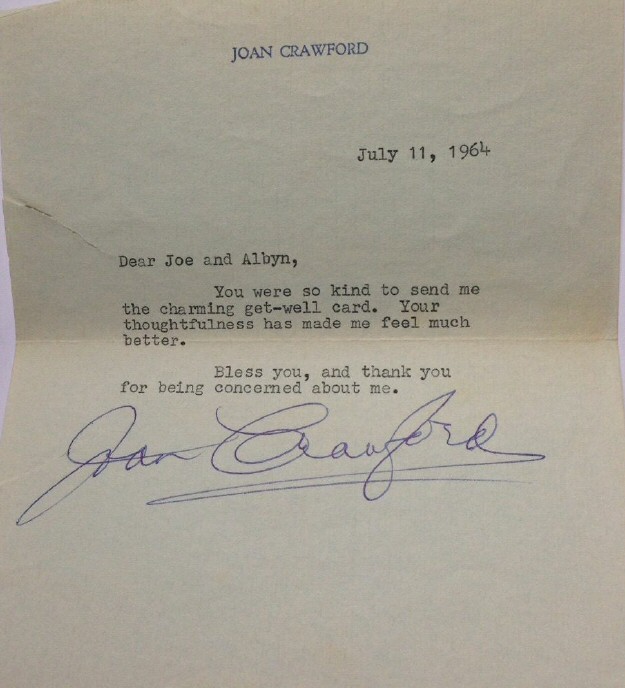 JOAN CRAWFORD
July 11, 1964
Dear Joe and Albyn,
You were so kind to send me
the charming get-well card. Your
thoughtfulness has made me feel much
better.
Bless you, and thank you
for being concerned about me.
Joan Crawford